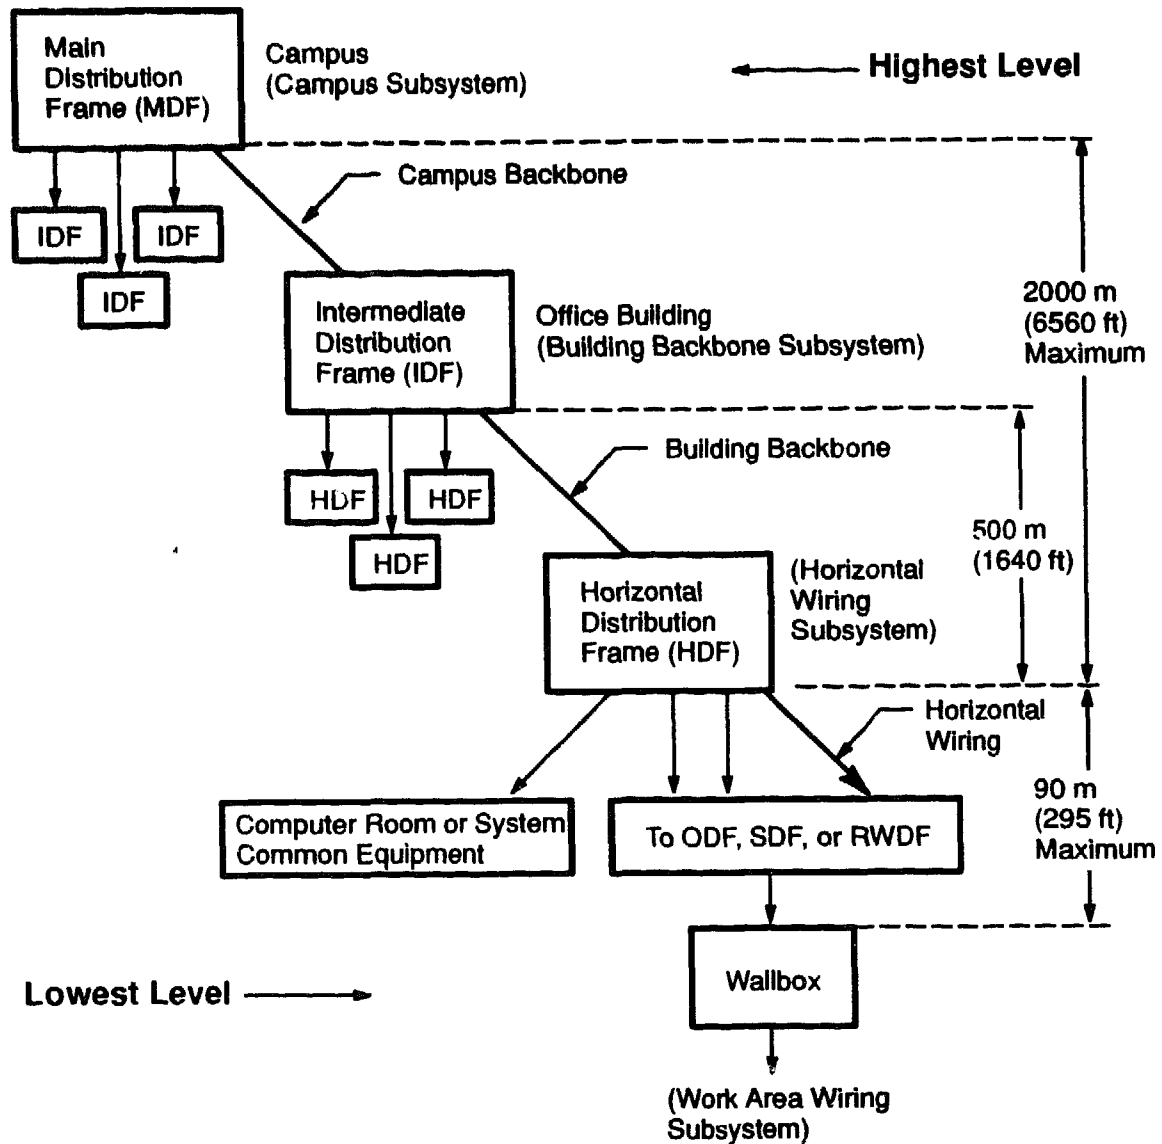 Main
Distribution
Frame (MDF)
Campus
(Campus Subsystem)
Highest Level
Campus Backbone
IDF
IDF
IDF
Intermediate
Distribution
Frame (IDF)
Office Building
(Building Backbone Subsystem)
2000 m
(6560 ft)
Maximum
Building Backbone
HDF
HDF
HDF
500 m
(1640 ft)
Horizontal
Distribution
Frame (HDF)
(Horizontal
Wiring
Subsystem)
Horizontal
Wiring
Computer Room or System
Common Equipment
To ODF, SDF, or RWDF
90 m
(295 ft)
Maximum
Wallbox
Lowest Level
(Work Area Wiring
Subsystem)